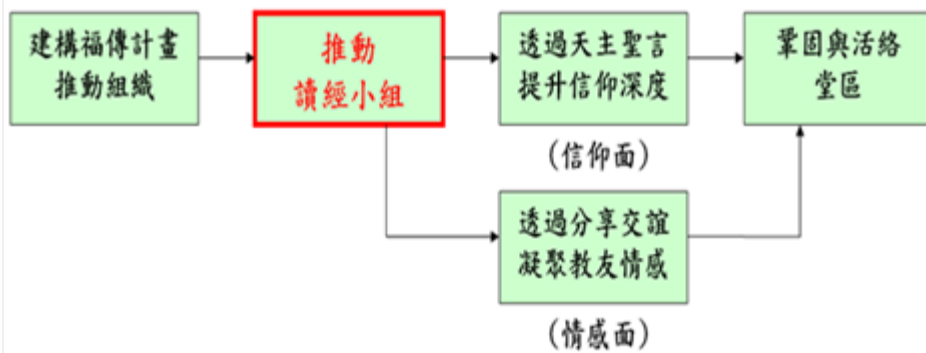 建構福傳計畫
推動組織
推動
讀經小組
透過天主聖言
提升信仰深度
(信仰面)
鞏固與活絡
堂區
透過分享交誼
凝聚教友情感
(情感面)